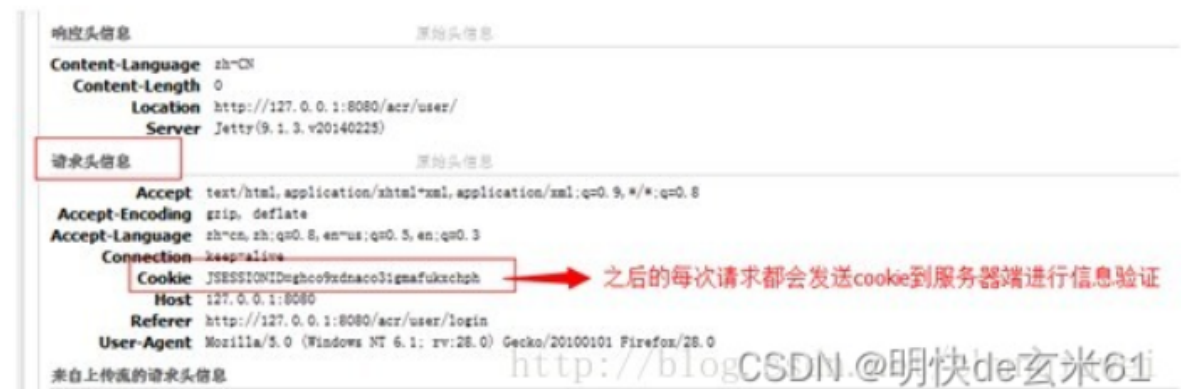 响应头信息 原始头信息
Content-Language zh-CN
Content-Length 0
Location http://127.0.0.1:8080/acr/user/
Server Jetty(9.1.3.v20140225)
请求头信息 原始头信息
Accept text/html,application/xhtml+xml,application/xml;q=0.9,*/*;q=0.8
Accept-Encoding gzip, deflate
Accept-Language zh-cn,zh;q=0.8,en-us;q=0.5,en;q=0.3
Connection keep-alive
Cookie JSESSIONID=ghco9xdnaco31gmafukxchph
之后的每次请求都会发送cookie到服务器端进行信息验证
Host 127.0.0.1:8080
Referer http://127.0.0.1:8080/acr/user/login
User-Agent Mozilla/5.0 (Windows NT 6.1; rv:28.0) Gecko/20100101 Firefox/28.0
http://blog
CSDN @明快de玄米61
来自上传流的请求头信息